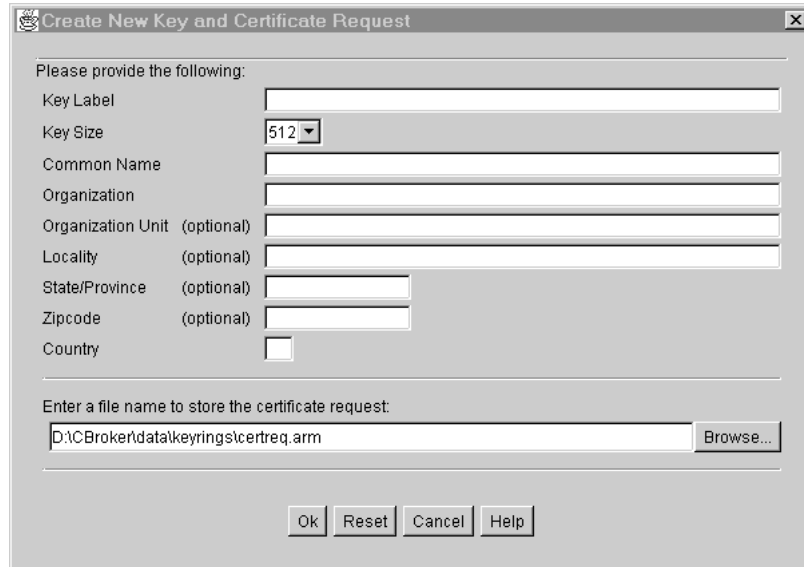 Create New Key and Certificate Request
Please provide the following:
Key Label
Key Size 512
Common Name
Organization
Organization Unit (optional)
Locality (optional)
State/Province (optional)
Zipcode (optional)
Country
Enter a file name to store the certificate request:
D:\CBroker\data\keyrings\certreq.arm Browse...
Ok Reset Cancel Help